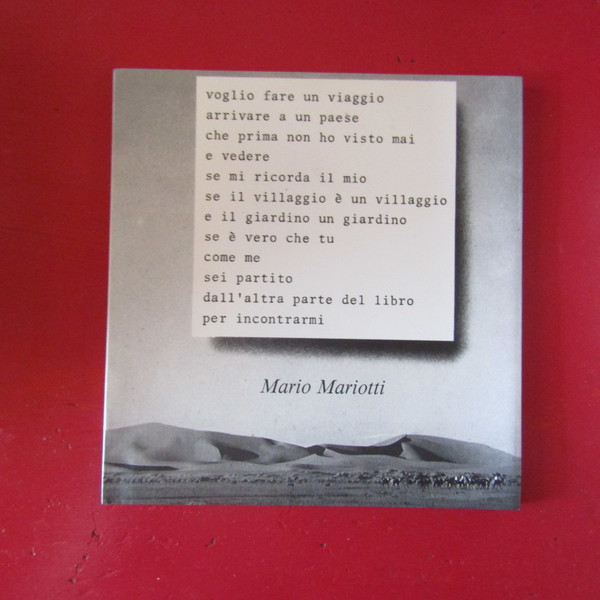 voglio fare un viaggio
arrivare a un paese
che prima non ho visto mai
e vedere
se mi ricorda il mio
se il villaggio è un villaggio
e il giardino un giardino
se è vero che tu
come me
sei partito
dall'altra parte del libro
per incontrarmi
Mario Mariotti